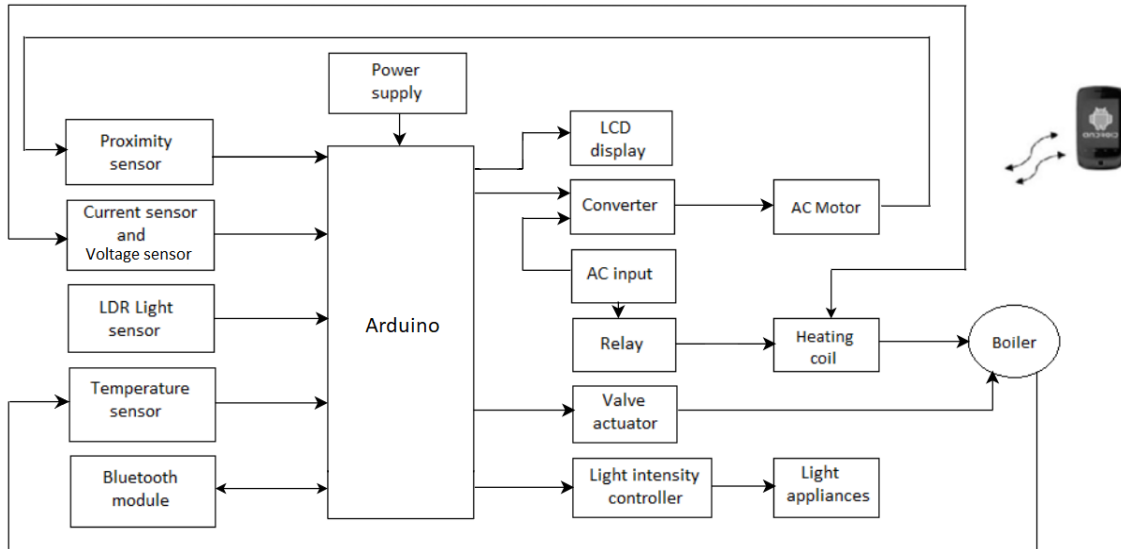 Power
supply
Proximity
sensor
LCD
display
Current sensor
and
Voltage sensor
Converter
AC Motor
AC input
LDR Light
sensor
Arduino
Relay
Heating
coil
Boiler
Temperature
sensor
Valve
actuator
Bluetooth
module
Light intensity
controller
Light
appliances